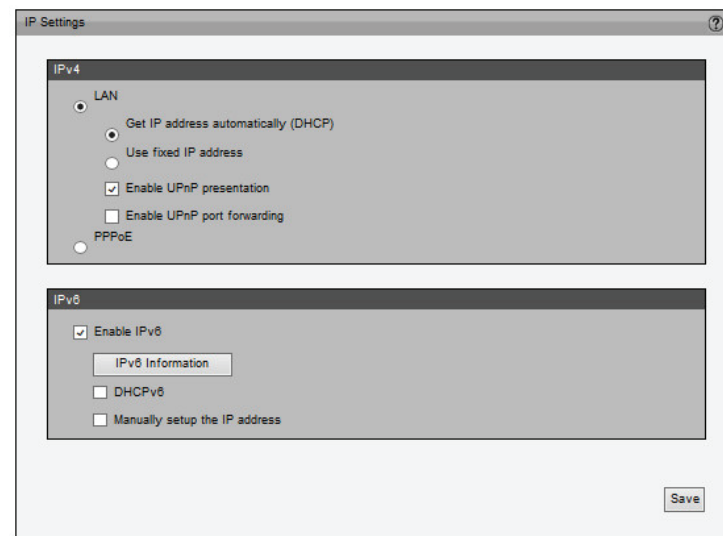 IP Settings
?
IPv4
LAN
Get IP address automatically (DHCP)
Use fixed IP address
Enable UPnP presentation
Enable UPnP port forwarding
PPPoE
IPv6
Enable IPv6
IPv6 Information
DHCPv6
Manually setup the IP address
Save